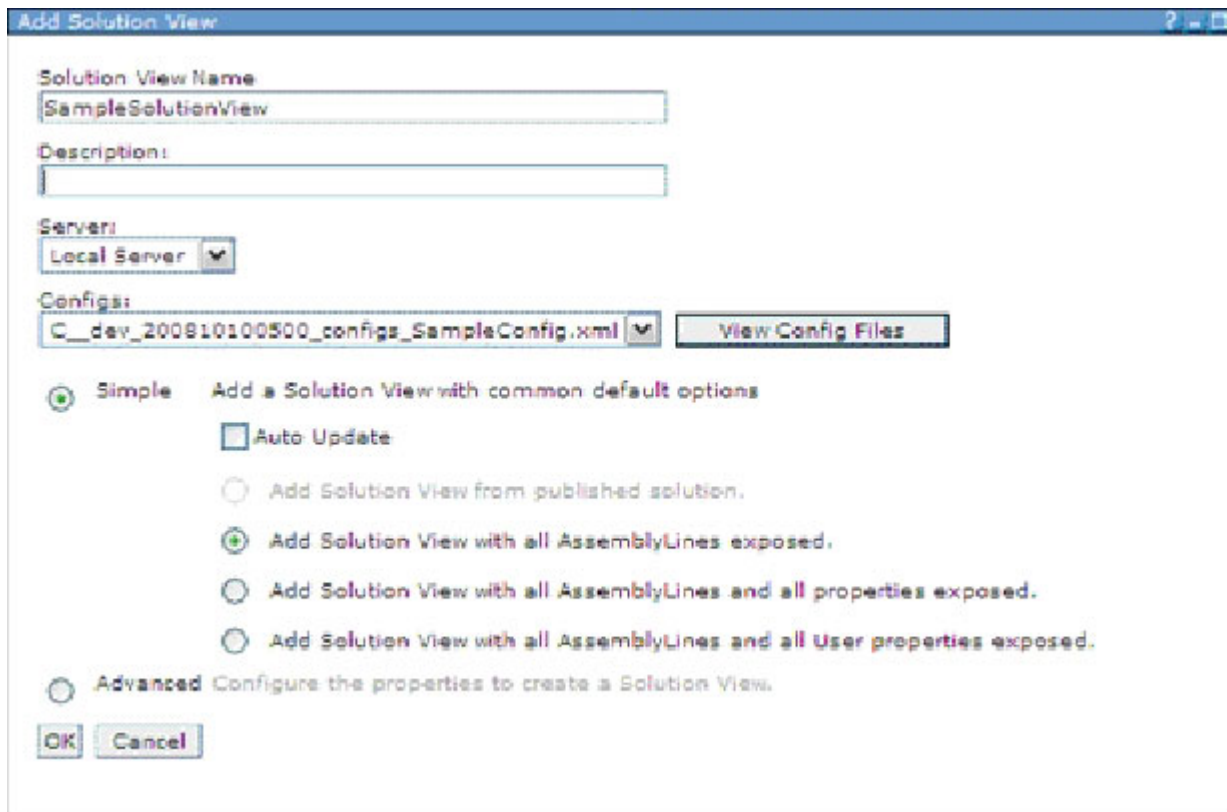 Add Solution View ?
Solution View Name
SampleSolutionView
Description:
Server:
Local Server
Configs:
C__dev_200810100500_configs_SampleConfig.xml View Config Files
Simple Add a Solution View with common default options
Auto Update
Add Solution View from published solution.
Add Solution View with all AssemblyLines exposed.
Add Solution View with all AssemblyLines and all properties exposed.
Add Solution View with all AssemblyLines and all User properties exposed.
Advanced Configure the properties to create a Solution View.
OK Cancel